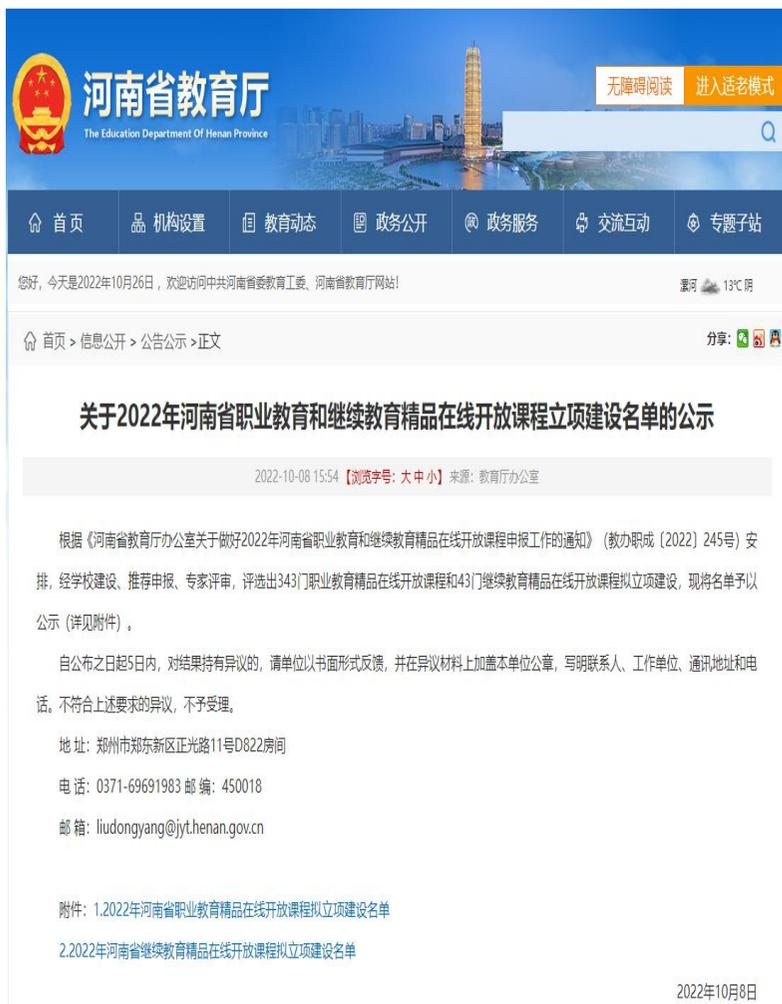 河南省教育厅
The Education Department Of Henan Province
无障碍阅读
进入适老模式
首页
机构设置
教育动态
政务公开
政务服务
交流互动
专题子站
您好，今天是2022年10月26日，欢迎访问中共河南省委教育工委、河南省教育厅网站！
漯河 13℃ 阴
首页 > 信息公开 > 公告公示 >正文
分享：
关于2022年河南省职业教育和继续教育精品在线开放课程立项建设名单的公示
2022-10-08 15:54 【浏览字号：大 中 小】 来源：教育厅办公室
根据《河南省教育厅办公室关于做好2022年河南省职业教育和继续教育精品在线开放课程申报工作的通知》（教办职成〔2022〕245号）安
排，经学校建设、推荐申报、专家评审，评选出343门职业教育精品在线开放课程和43门继续教育精品在线开放课程拟立项建设，现将名单予以
公示（详见附件）。
自公布之日起5日内，对结果持有异议的，请单位以书面形式反馈，并在异议材料上加盖本单位公章，写明联系人、工作单位、通讯地址和电
话。不符合上述要求的异议，不予受理。
地 址：郑州市郑东新区正光路11号D822房间
电 话：0371-69691983 邮 编：450018
邮 箱：liudongyang@jyt.henan.gov.cn
附件：1.2022年河南省职业教育精品在线开放课程拟立项建设名单
2.2022年河南省继续教育精品在线开放课程拟立项建设名单
2022年10月8日